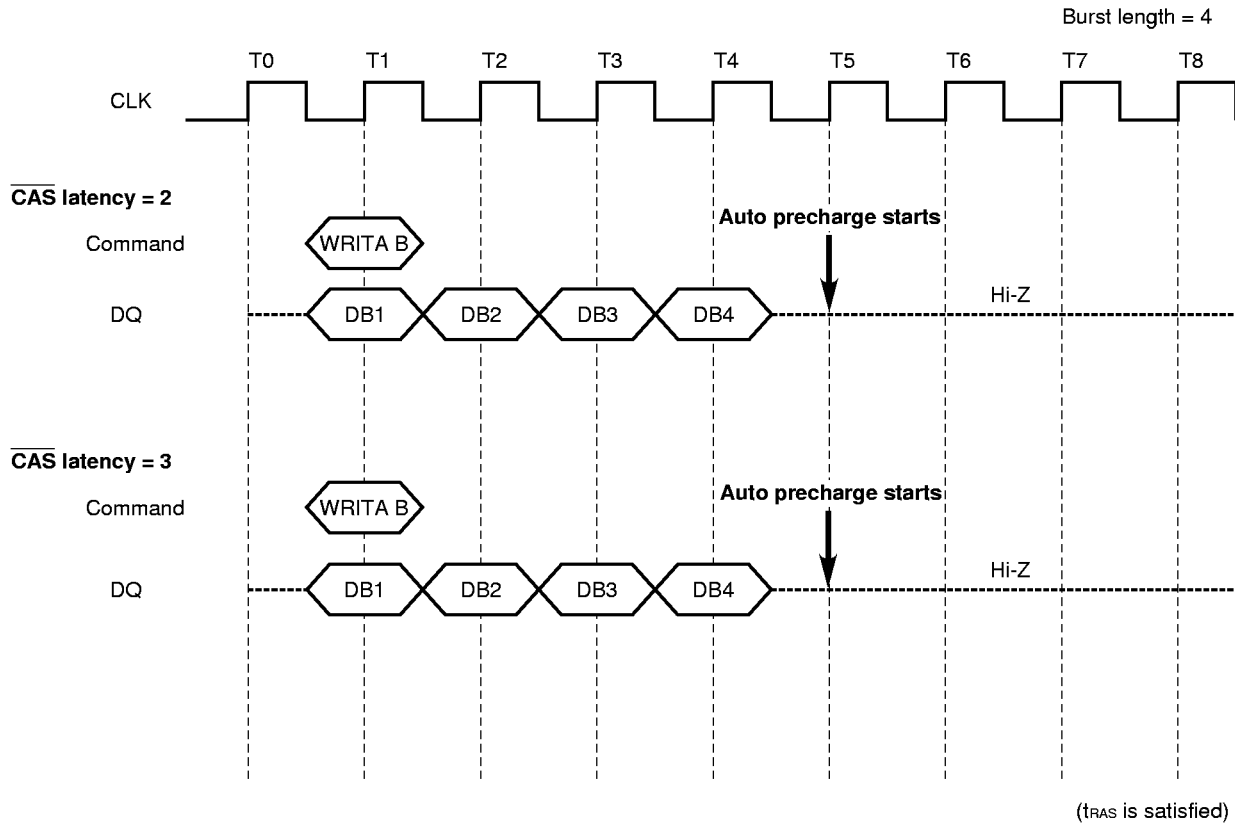 Burst length = 4
T0 T1 T2 T3 T4 T5 T6 T7 T8
CLK
CAS latency = 2
Auto precharge starts
Command WRITA B
Hi-Z
DQ DB1 DB2 DB3 DB4
CAS latency = 3
Auto precharge starts
Command WRITA B
Hi-Z
DQ DB1 DB2 DB3 DB4
(tRAS is satisfied)